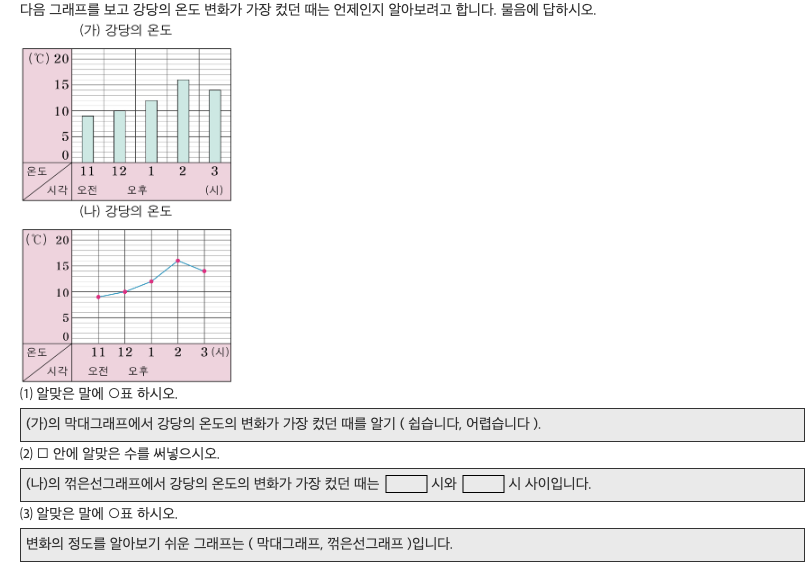 다음 그래프를 보고 강당의 온도 변화가 가장 컸던 때는 언제인지 알아보려고 합니다. 물음에 답하시오.
(가) 강당의 온도
(℃) 20
15
10
5
0
온도 11 12 1 2 3
시각 오전 오후 (시)
(나) 강당의 온도
(℃) 20
15
10
5
0
온도 11 12 1 2 3 (시)
시각 오전 오후
(1) 알맞은 말에 ○표 하시오.
(가)의 막대그래프에서 강당의 온도의 변화가 가장 컸던 때를 알기 ( 쉽습니다, 어렵습니다 ).
(2) □ 안에 알맞은 수를 써넣으시오.
(나)의 꺾은선그래프에서 강당의 온도의 변화가 가장 컸던 때는 시와 시 사이입니다.
(3) 알맞은 말에 ○표 하시오.
변화의 정도를 알아보기 쉬운 그래프는 ( 막대그래프, 꺾은선그래프 )입니다.